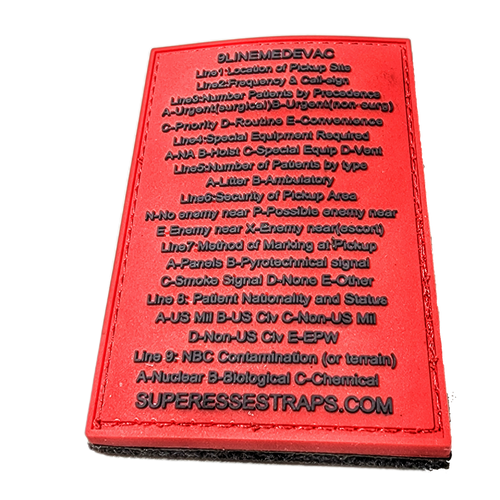 9LINEMEDEVAC
Line1:Location of Pickup Site
Line2:Frequency & Call-sign
Line3:Number Patients by Precedence
A-Urgent(surgical)B-Urgent(non-surg)
C-Priority D-Routine E-Convenience
Line4:Special Equipment Required
A-NA B-Hoist C-Special Equip D-Vent
Line5:Number of Patients by type
A-Litter B-Ambulatory
Line6:Security of Pickup Area
N-No enemy near P-Possible enemy near
E-Enemy near X-Enemy near(escort)
Line7:Method of Marking at Pickup
A-Panels B-Pyrotechnical signal
C-Smoke Signal D-None E-Other
Line 8: Patient Nationality and Status
A-US Mil B-US Civ C-Non-US Mil
D-Non-US Civ E-EPW
Line 9: NBC Contamination (or terrain)
A-Nuclear B-Biological C-Chemical
SUPERESSESTRAPS.COM